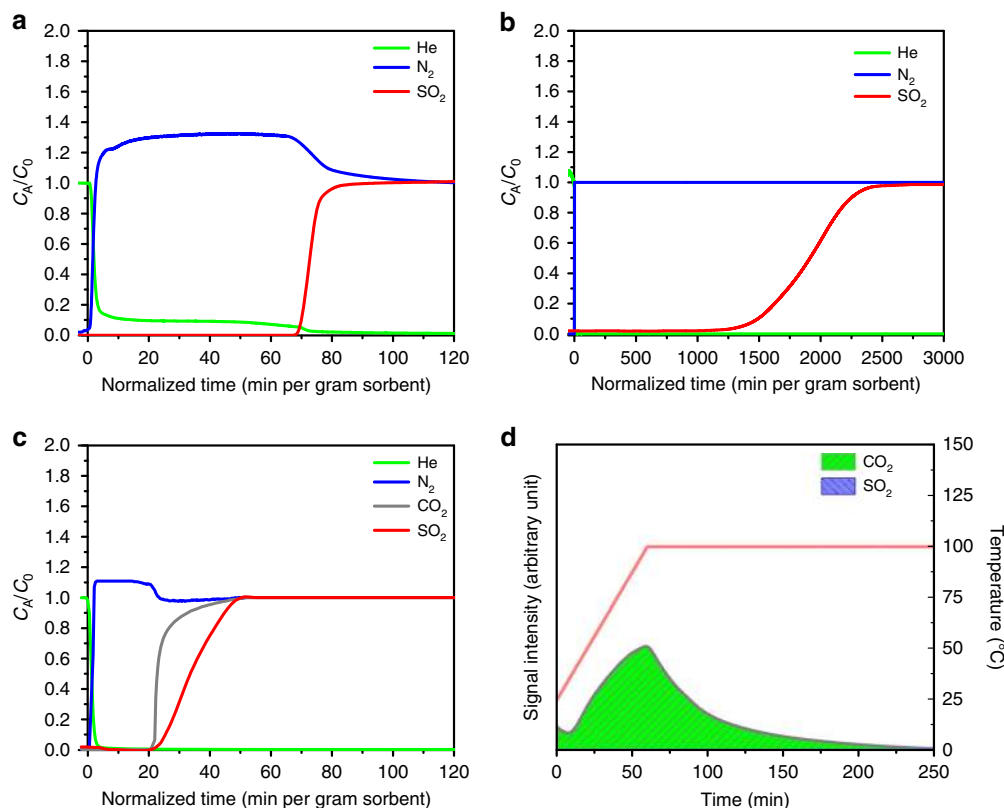 a
2.0
1.8
1.6
1.4
1.2
1.0
0.8
0.6
0.4
0.2
0.0
C_A/C_0
He
N₂
SO₂
0 20 40 60 80 100 120
Normalized time (min per gram sorbent)
b
2.0
1.8
1.6
1.4
1.2
1.0
0.8
0.6
0.4
0.2
0.0
C_A/C_0
He
N₂
SO₂
0 500 1000 1500 2000 2500 3000
Normalized time (min per gram sorbent)
c
2.0
1.8
1.6
1.4
1.2
1.0
0.8
0.6
0.4
0.2
0.0
C_A/C_0
He
N₂
CO₂
SO₂
0 20 40 60 80 100 120
Normalized time (min per gram sorbent)
d
Signal intensity (arbitrary unit)
CO₂
SO₂
150
125
100
75
50
25
0
Temperature (°C)
0 50 100 150 200 250
Time (min)